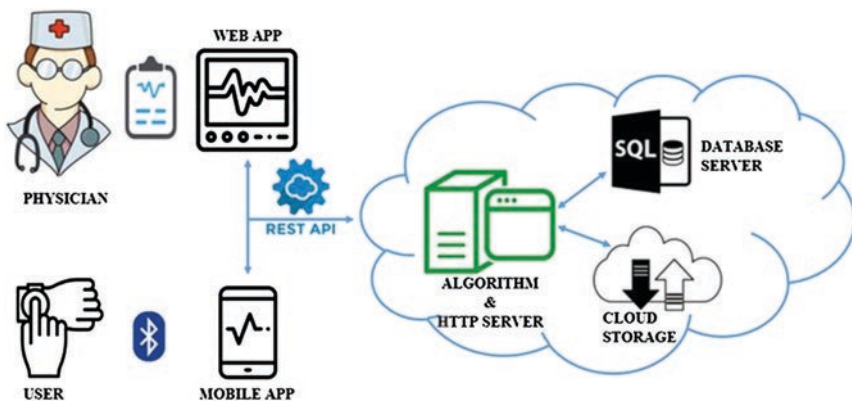 WEB APP
PHYSICIAN
REST API
SQL
DATABASE
SERVER
ALGORITHM
&
HTTP SERVER
CLOUD
STORAGE
USER
MOBILE APP